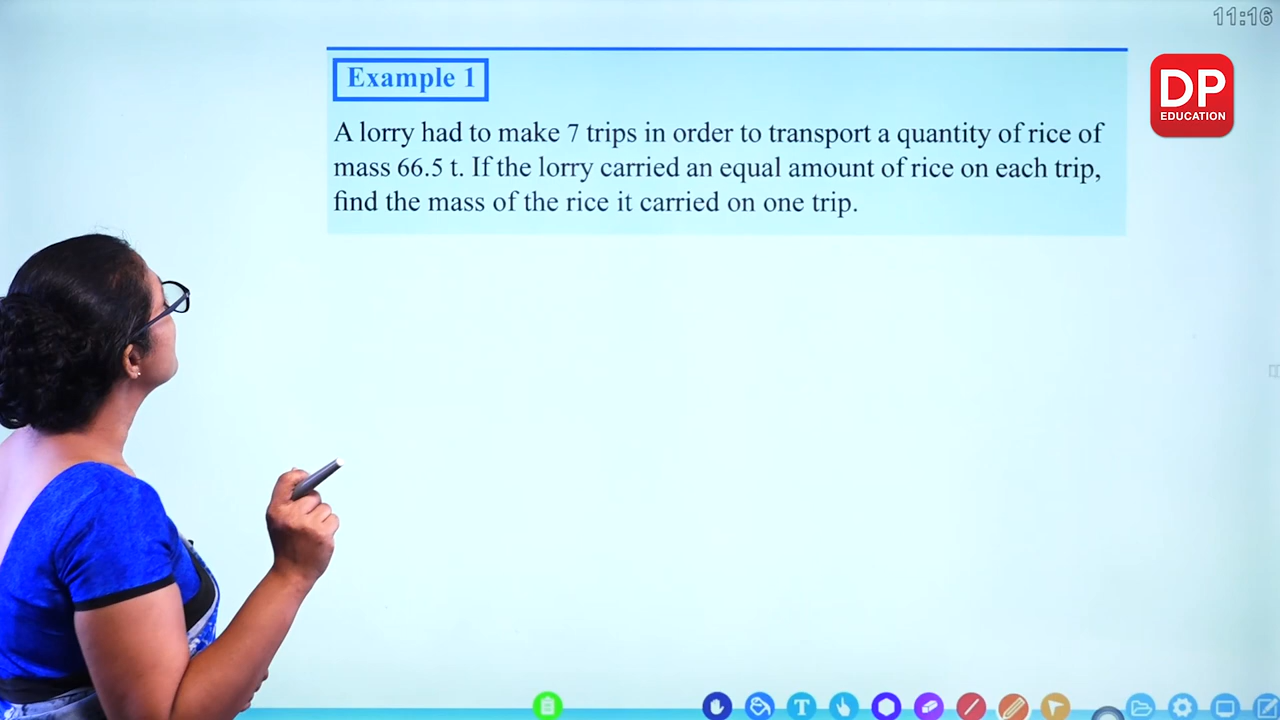 11:16
DP
EDUCATION
Example 1
A lorry had to make 7 trips in order to transport a quantity of rice of
mass 66.5 t. If the lorry carried an equal amount of rice on each trip,
find the mass of the rice it carried on one trip.
T